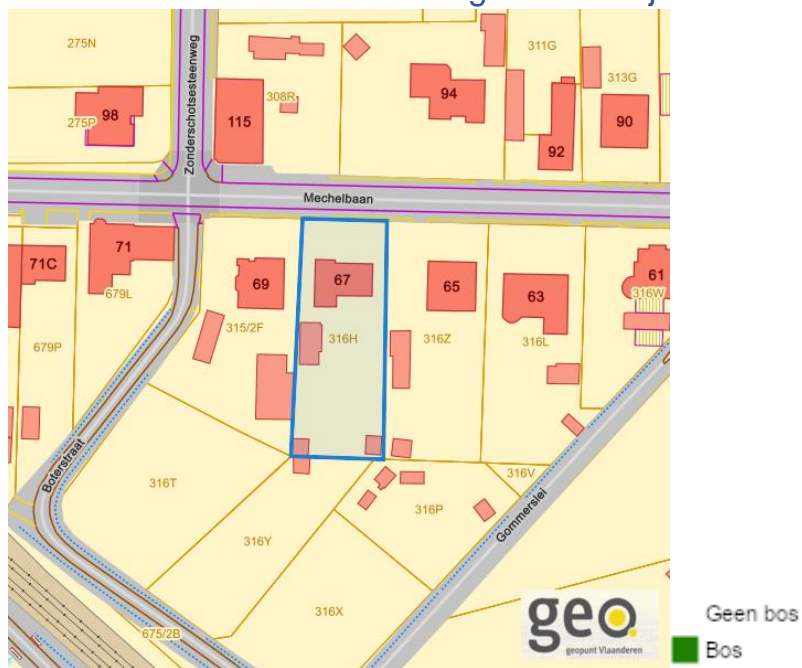 275N
311G
313G
94
308R
98
275P
115
90
92
Zonderschotsesteenweg
Mechelbaan
71
71C
679L
69
67
65
63
61
316W
315/2F
316H
316Z
316L
679P
Boterstraat
316T
316V
316P
Gommerslei
316Y
316X
675/2B
geo
geopunt Vlaanderen
Geen bos
Bos